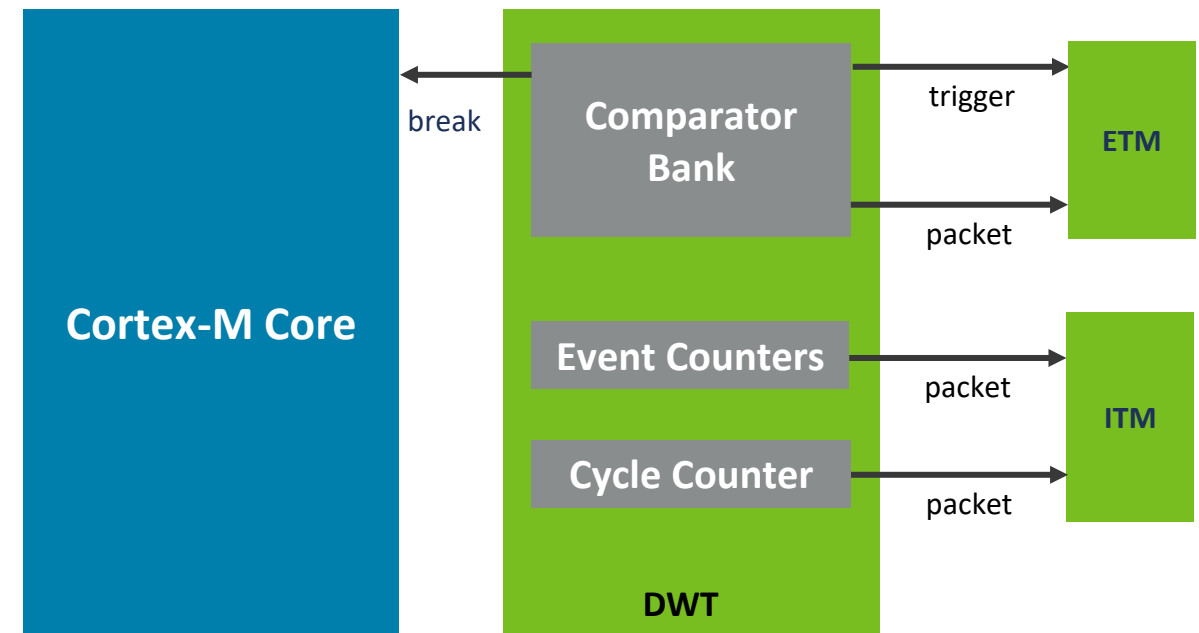 Cortex-M Core
break
Comparator
Bank
trigger
packet
ETM
Event Counters
packet
Cycle Counter
packet
ITM
DWT